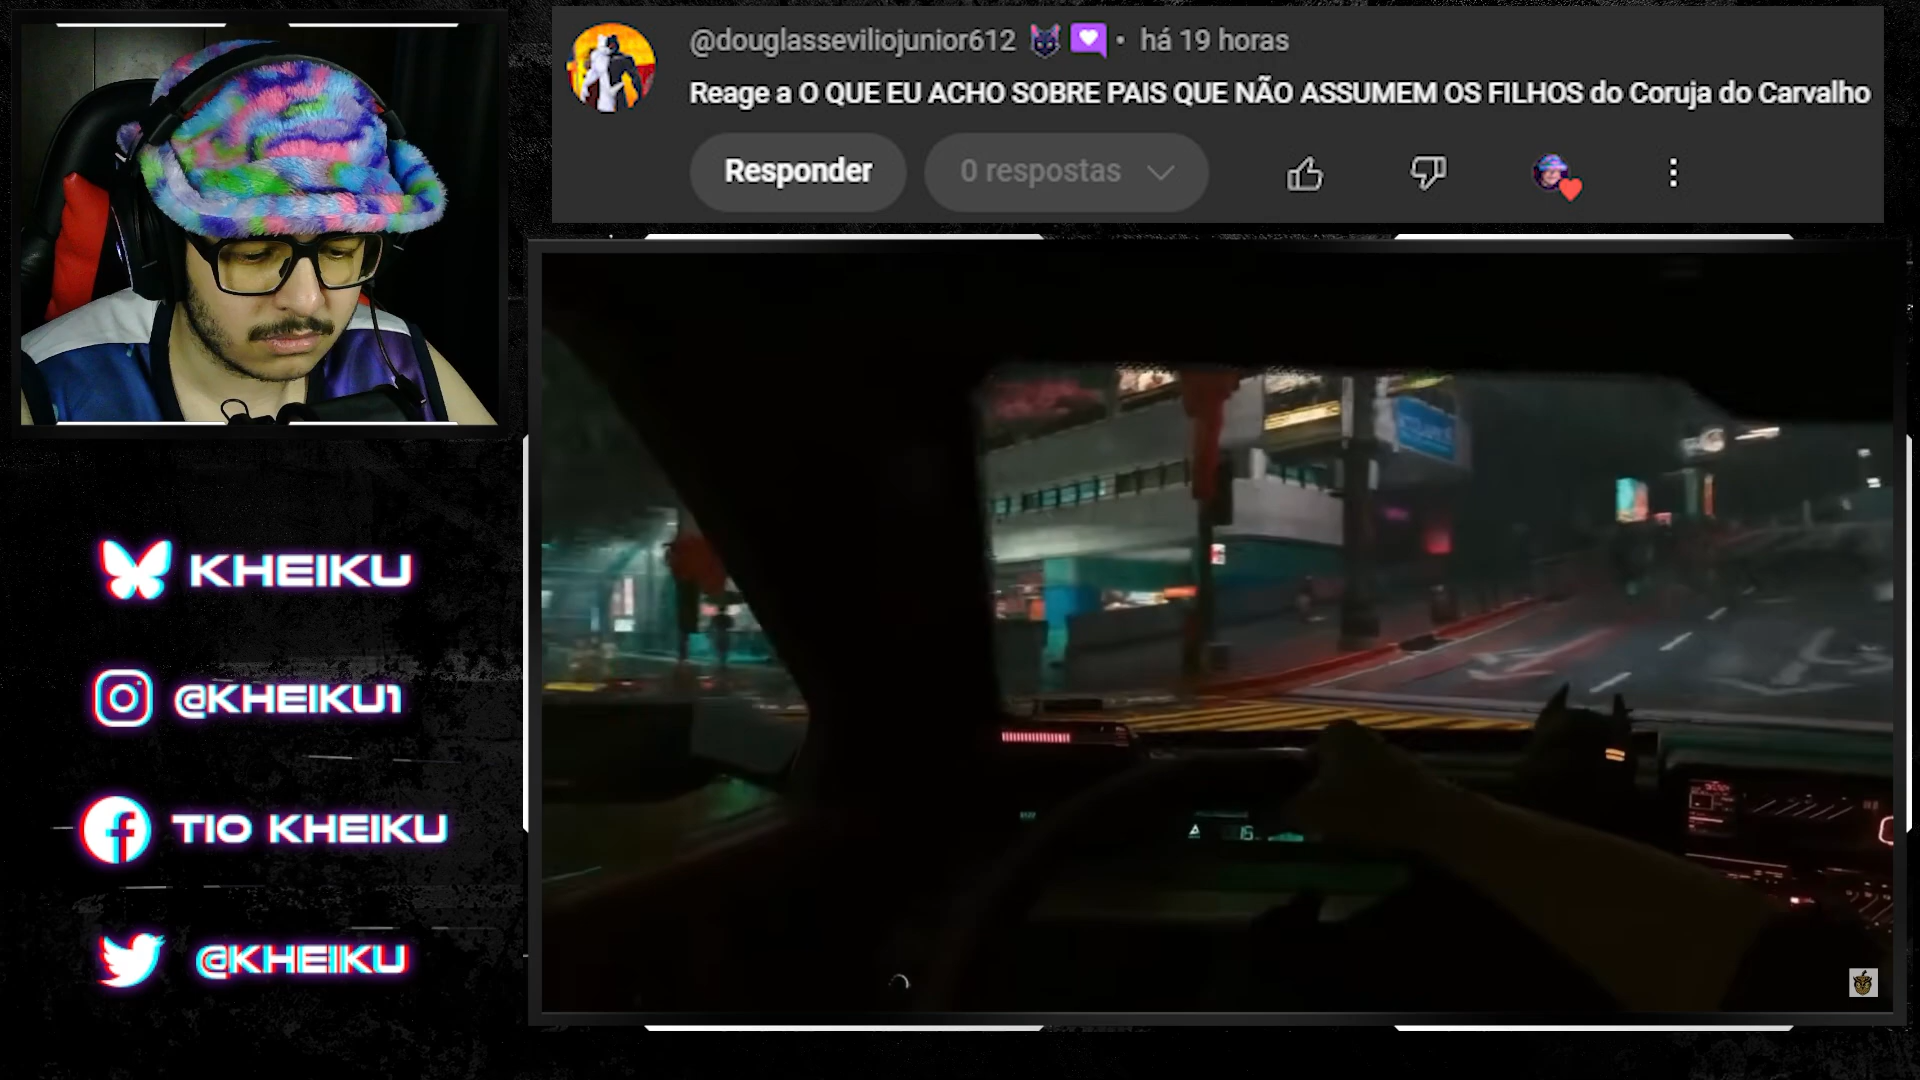 @douglasseviliojunior612 • há 19 horas
Reage a O QUE EU ACHO SOBRE PAIS QUE NÃO ASSUMEM OS FILHOS do Coruja do Carvalho
Responder
0 respostas
KHEIKU
@KHEIKU1
TIO KHEIKU
@KHEIKU